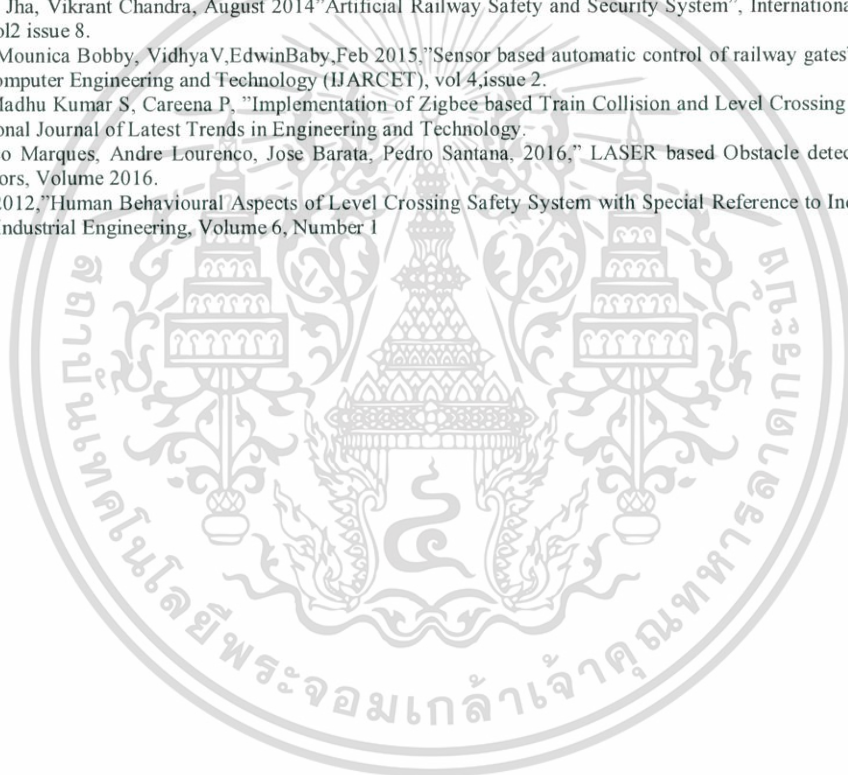 Jha, Vikrant Chandra, August 2014"Artificial Railway Safety and Security System", Internationa
ol2 issue 8.
Mounica Bobby, VidhyaV,EdwinBaby,Feb 2015,"Sensor based automatic control of railway gates"
omputer Engineering and Technology (IJARCET), vol 4,issue 2.
Madhu Kumar S, Careena P, "Implementation of Zigbee based Train Collision and Level Crossing
onal Journal of Latest Trends in Engineering and Technology.
o Marques, Andre Lourenco, Jose Barata, Pedro Santana, 2016," LASER based Obstacle detec
ors, Volume 2016.
2012,"Human Behavioural Aspects of Level Crossing Safety System with Special Reference to In
Industrial Engineering, Volume 6, Number 1
สถาบันเทคโนโลยีพระจอมเกล้าเจ้าคุณทหารลาดกระบัง